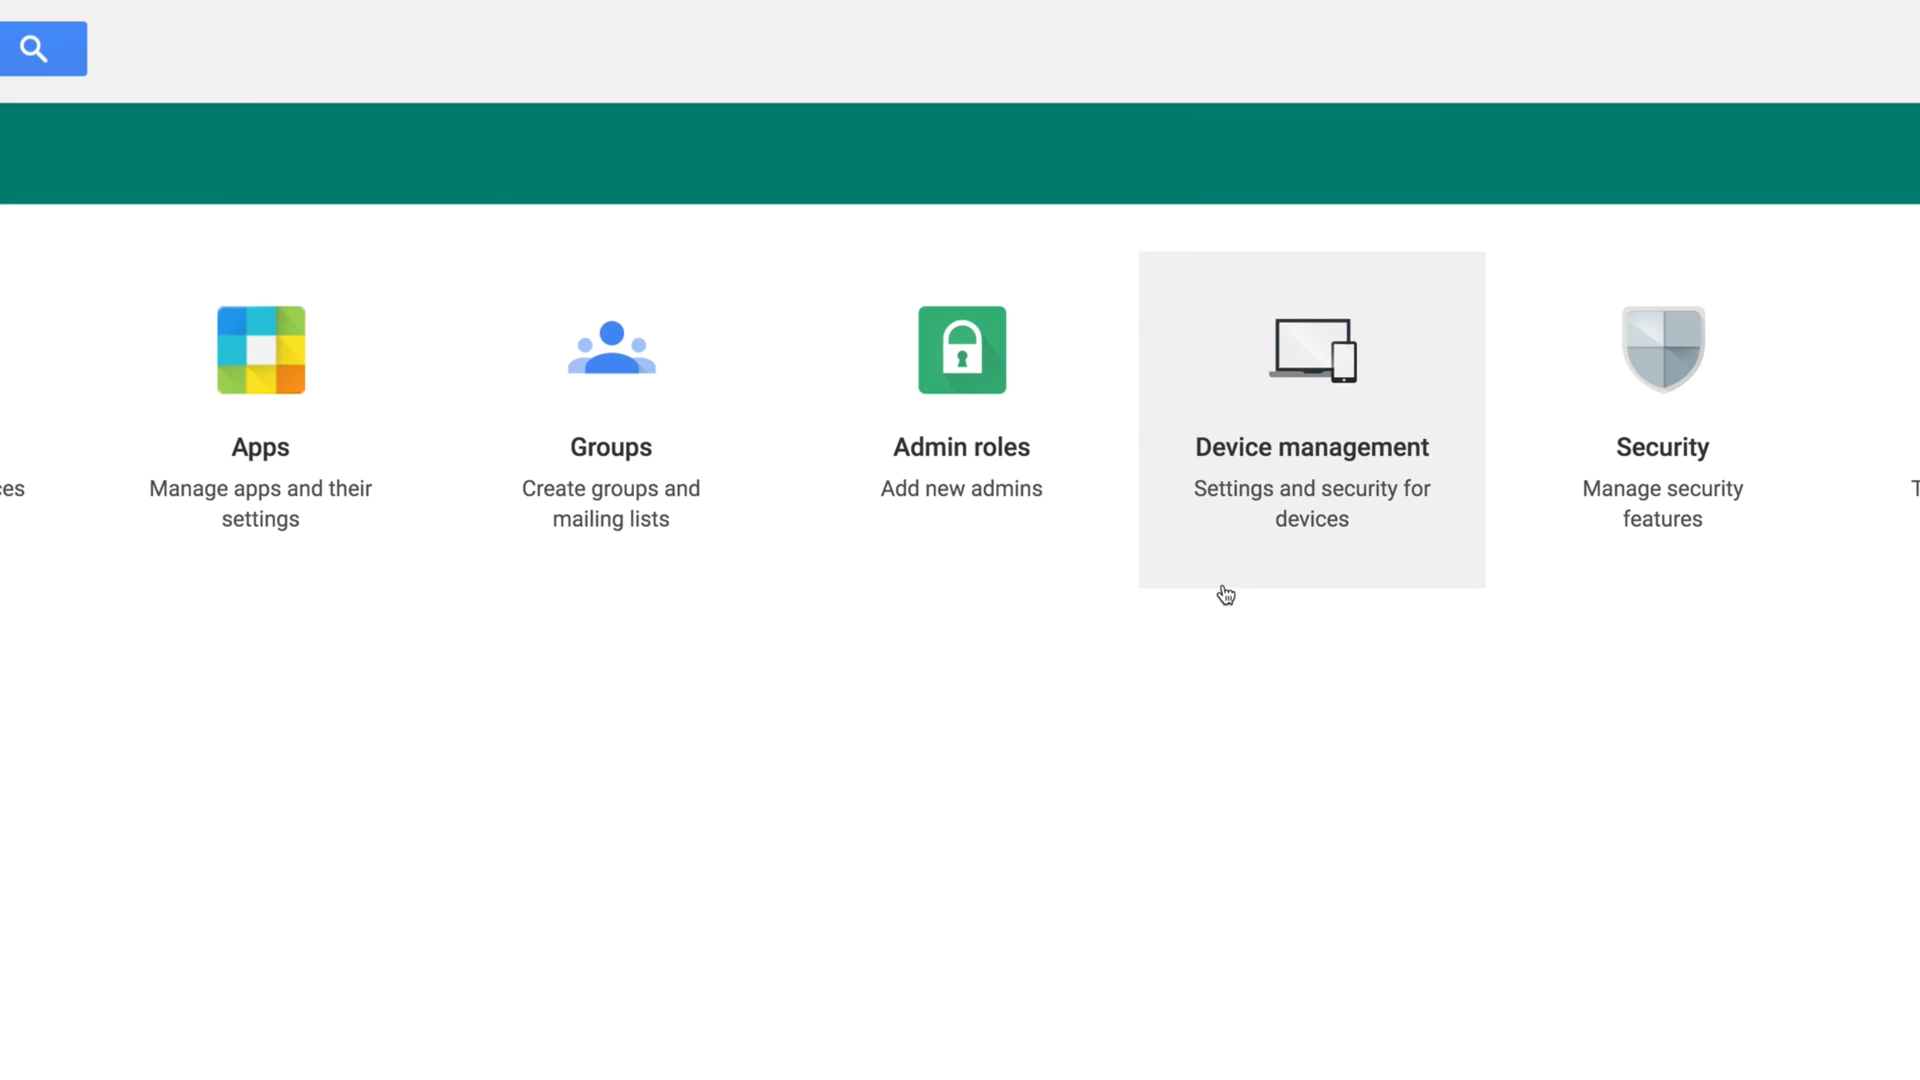 Apps
Manage apps and their
settings
Groups
Create groups and
mailing lists
Admin roles
Add new admins
Device management
Settings and security for
devices
Security
Manage security
features